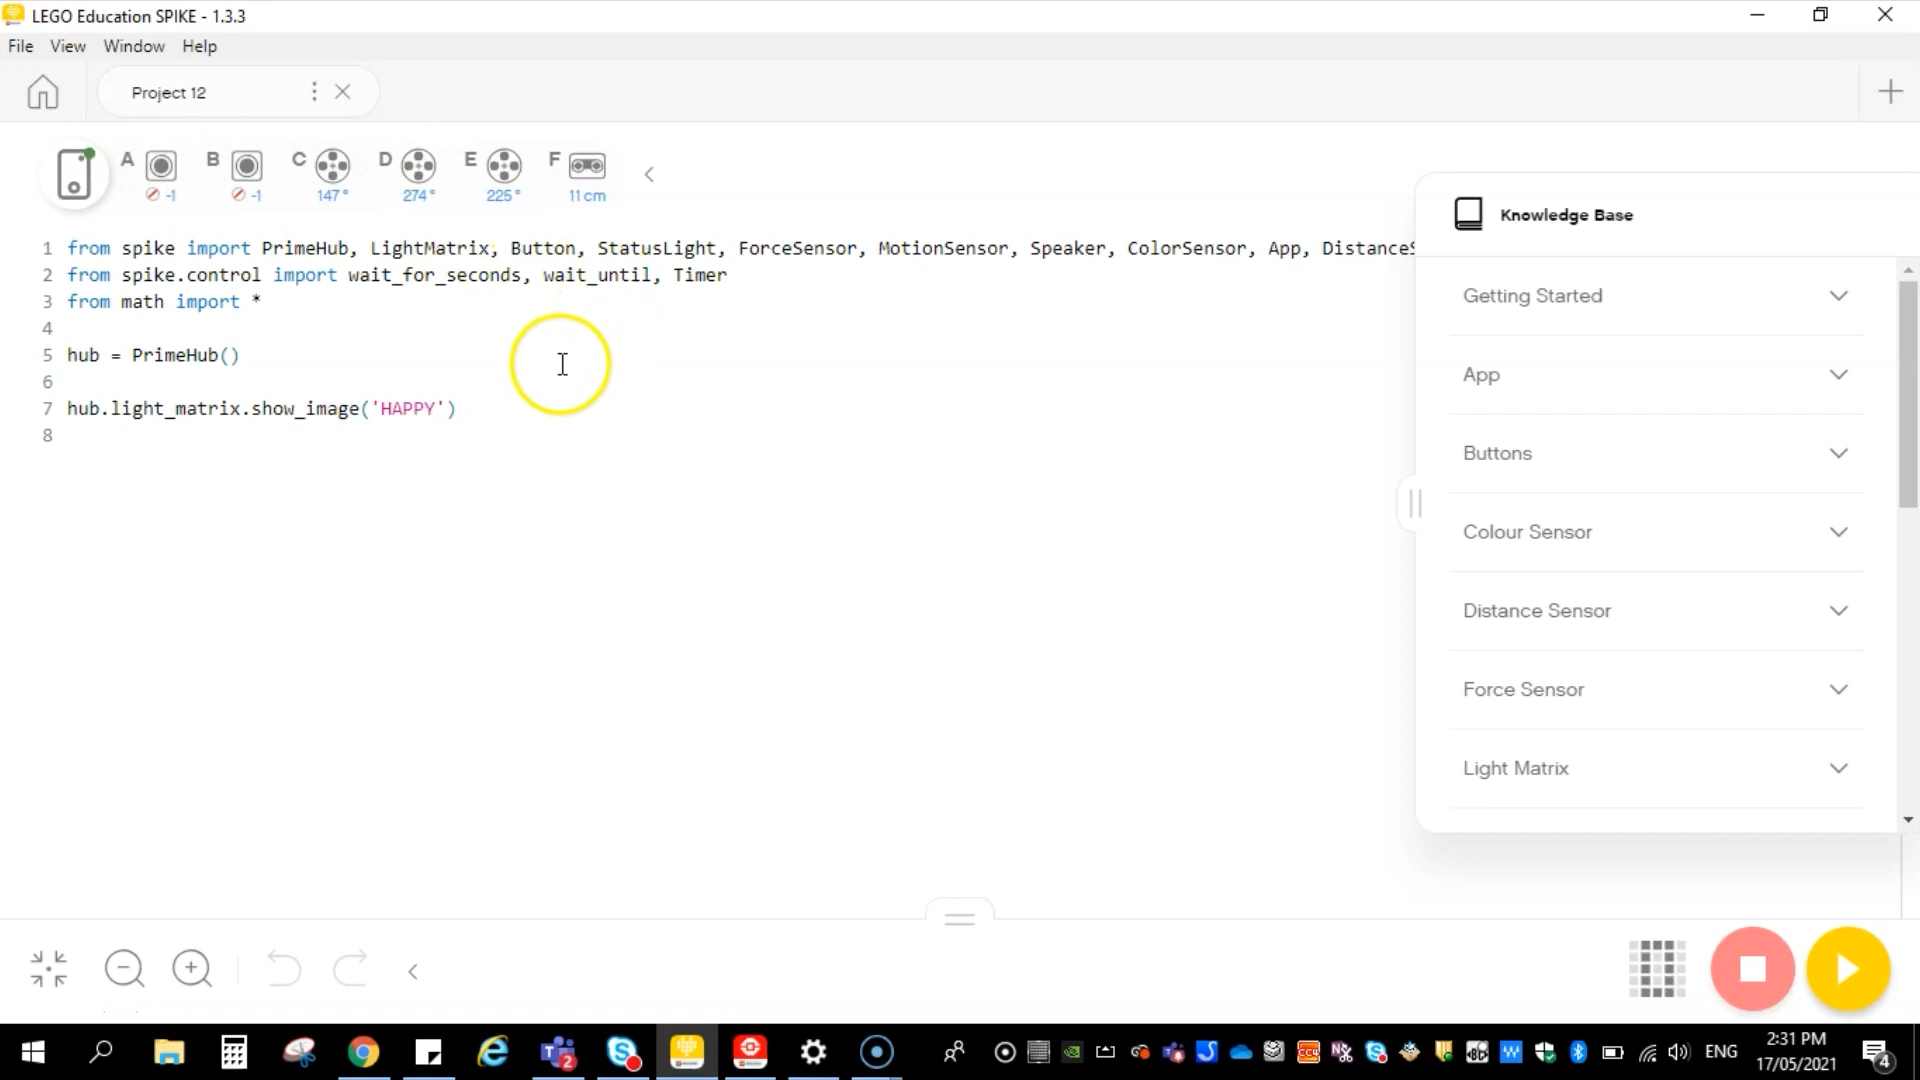 LEGO Education SPIKE - 1.3.3
File View Window Help
Project 12
A B C D E F
-1 -1 147° 274° 225° 11 cm
1 from spike import PrimeHub, LightMatrix, Button, StatusLight, ForceSensor, MotionSensor, Speaker, ColorSensor, App, DistanceS
2 from spike.control import wait_for_seconds, wait_until, Timer
3 from math import *
4
5 hub = PrimeHub()
6
7 hub.light_matrix.show_image('HAPPY')
8
Knowledge Base
Getting Started
App
Buttons
Colour Sensor
Distance Sensor
Force Sensor
Light Matrix
ENG
2:31 PM
17/05/2021
2
4